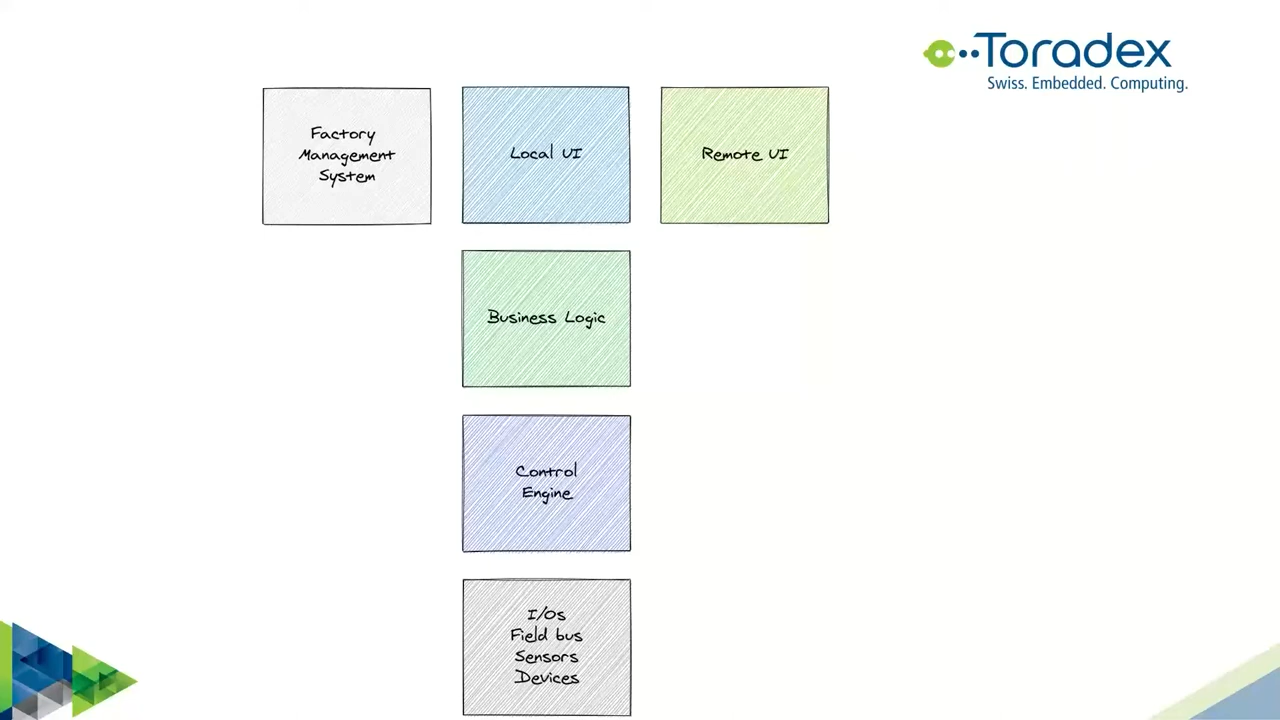 Toradex
Swiss. Embedded. Computing.
Factory
Management
System
Local UI
Remote UI
Business Logic
Control
Engine
I/Os
Field bus
Sensors
Devices